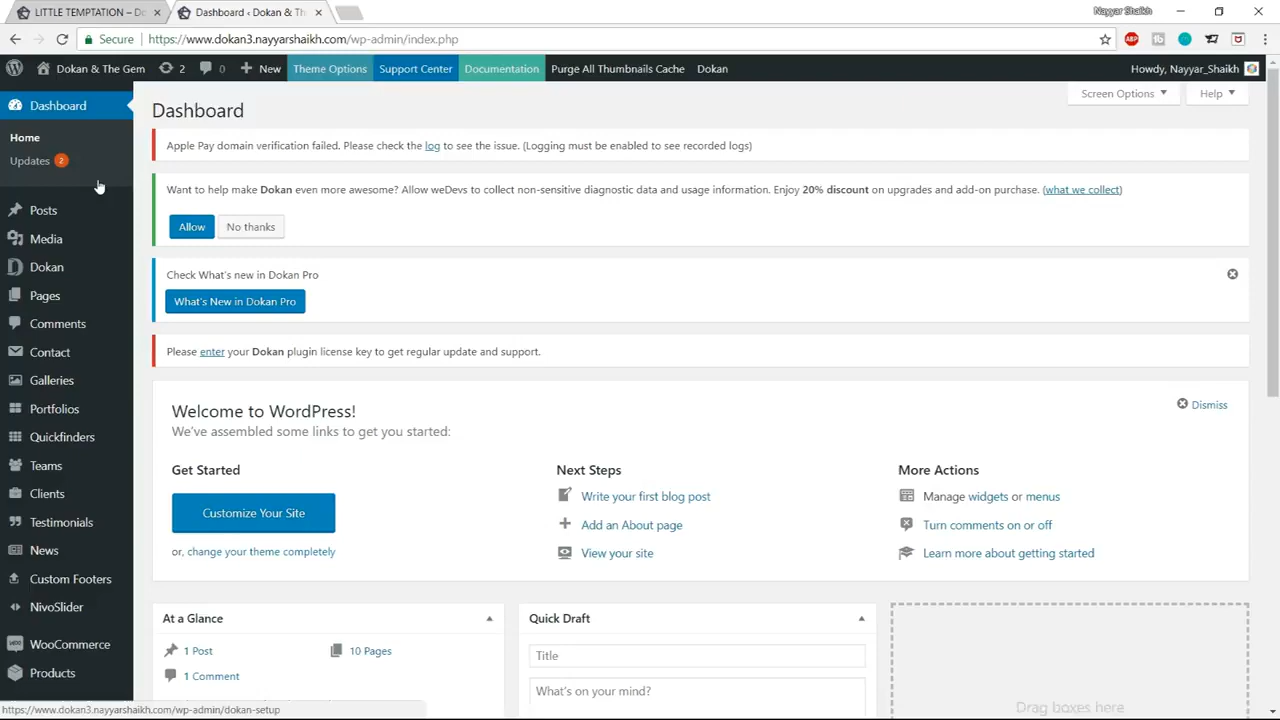 LITTLE TEMPTATION – Do
Dashboard ‹ Dokan & Th
Nayyar Shaikh
Secure
https://www.dokan3.nayyarshaikh.com/wp-admin/index.php
ABP
Dokan & The Gem
2
0
New
Theme Options
Support Center
Documentation
Purge All Thumbnails Cache
Dokan
Howdy, Nayyar_Shaikh
Dashboard
Home
Updates 2
Posts
Media
Dokan
Pages
Comments
Contact
Galleries
Portfolios
Quickfinders
Teams
Clients
Testimonials
News
Custom Footers
NivoSlider
WooCommerce
Products
Screen Options
Help
Dashboard
Apple Pay domain verification failed. Please check the log to see the issue. (Logging must be enabled to see recorded logs)
Want to help make Dokan even more awesome? Allow weDevs to collect non-sensitive diagnostic data and usage information. Enjoy 20% discount on upgrades and add-on purchase. (what we collect)
Allow
No thanks
Check What's new in Dokan Pro
What's New in Dokan Pro
Please enter your Dokan plugin license key to get regular update and support.
Welcome to WordPress!
Dismiss
We've assembled some links to get you started:
Get Started
Customize Your Site
or, change your theme completely
Next Steps
Write your first blog post
Add an About page
View your site
More Actions
Manage widgets or menus
Turn comments on or off
Learn more about getting started
At a Glance
1 Post
10 Pages
1 Comment
Quick Draft
Title
What's on your mind?
Drag boxes here
https://www.dokan3.nayyarshaikh.com/wp-admin/dokan-setup